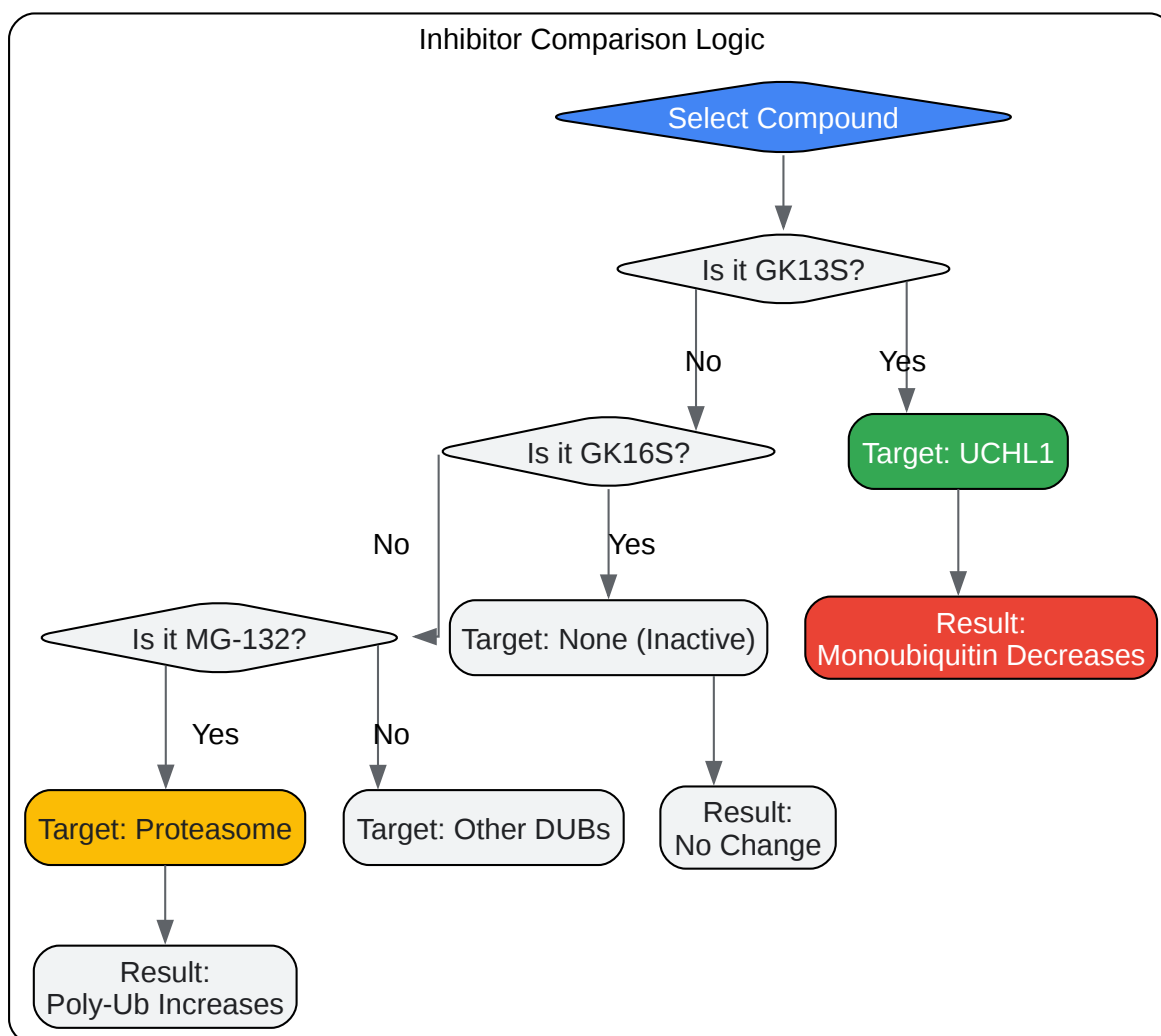 Inhibitor Comparison Logic
Select Compound
Is it GK13S?
No
Yes
Is it GK16S?
Target: UCHL1
No
Yes
Result:
Monoubiquitin Decreases
Is it MG-132?
Target: None (Inactive)
Yes
No
Target: Proteasome
Target: Other DUBs
Result:
No Change
Result:
Poly-Ub Increases